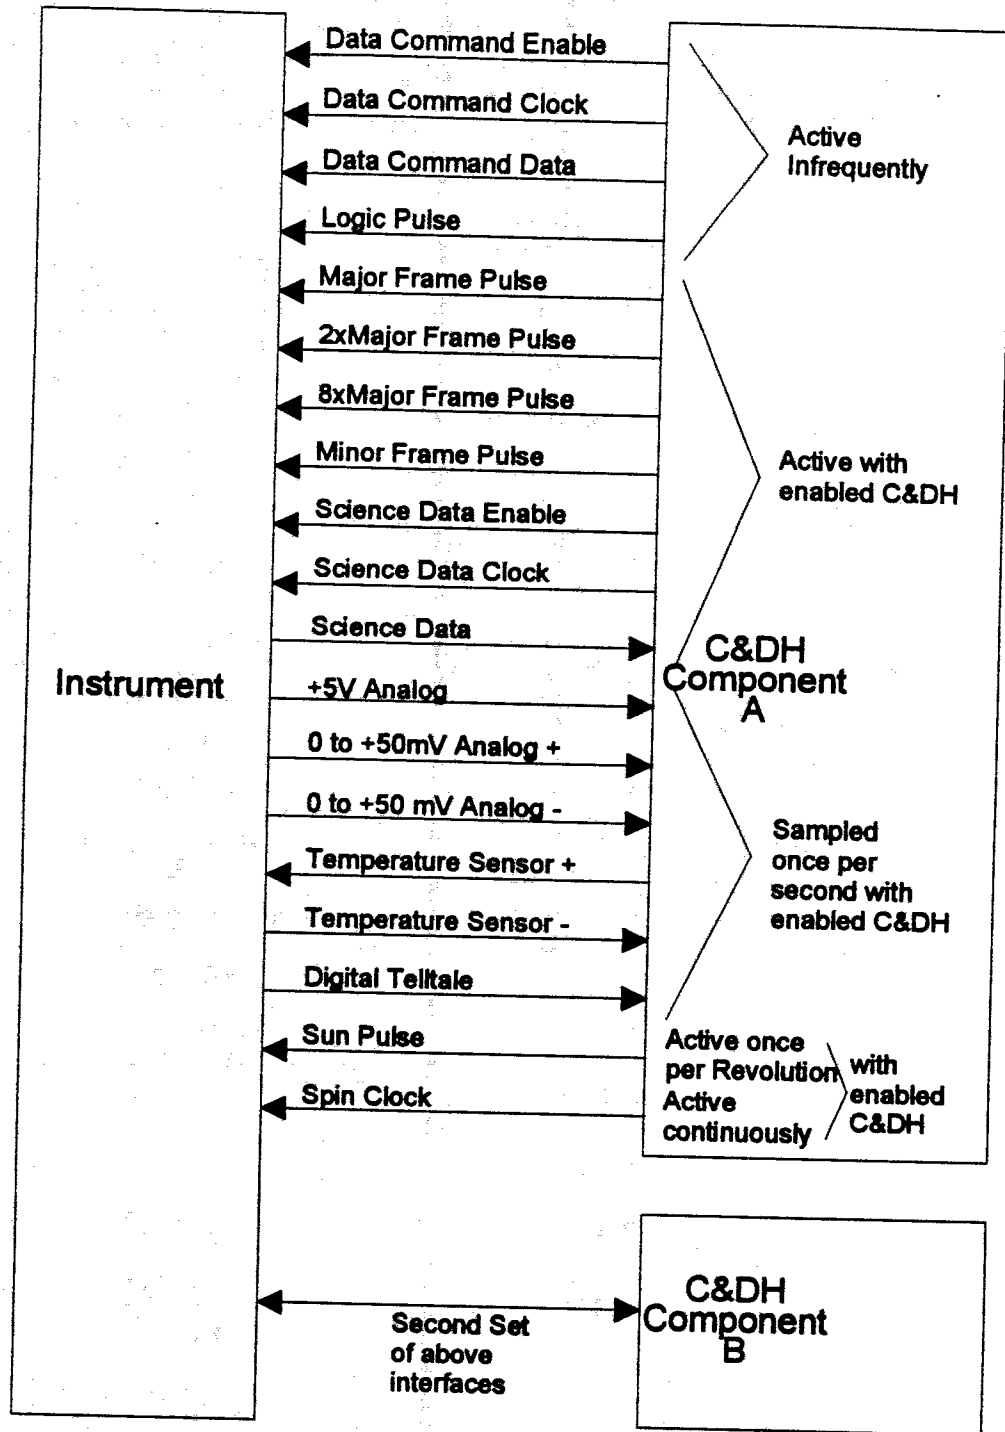 Data Command Enable
Data Command Clock
Data Command Data
Logic Pulse
Active
Infrequently
Major Frame Pulse
2xMajor Frame Pulse
8xMajor Frame Pulse
Minor Frame Pulse
Science Data Enable
Science Data Clock
Active with
enabled C&DH
Science Data
Instrument
C&DH
Component
A
+5V Analog
0 to +50mV Analog +
0 to +50 mV Analog -
Temperature Sensor +
Temperature Sensor -
Digital Telltale
Sampled
once per
second with
enabled C&DH
Sun Pulse
Spin Clock
Active once
per Revolution
Active
continuously
with
enabled
C&DH
Second Set
of above
interfaces
C&DH
Component
B